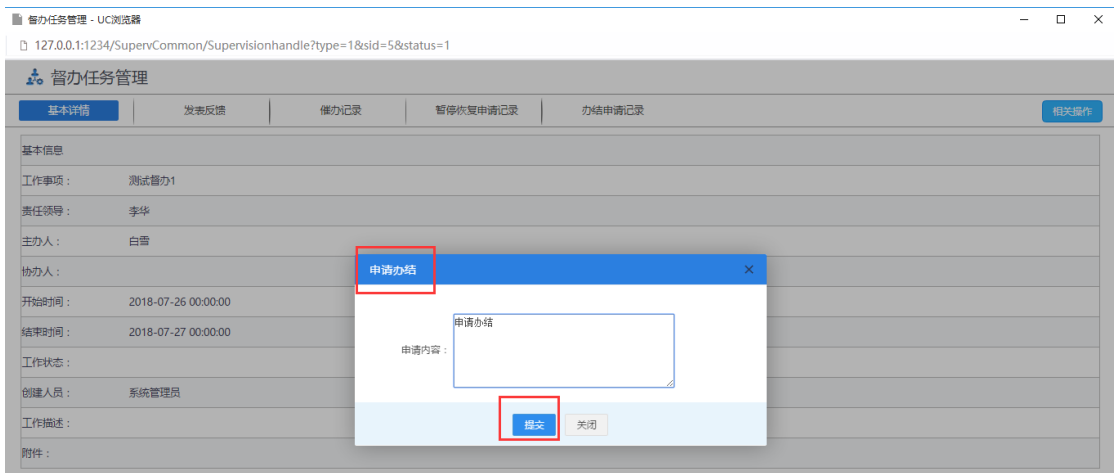 督办任务管理 - UC浏览器
127.0.0.1:1234/SupervCommon/Supervisionhandle?type=1&sid=5&status=1
督办任务管理
基本详情 发表反馈 催办记录 暂停恢复申请记录 办结申请记录 相关操作
基本信息
工作事项： 测试督办1
责任领导： 李华
主办人： 白雪
协办人：
开始时间： 2018-07-26 00:00:00
结束时间： 2018-07-27 00:00:00
工作状态：
创建人员： 系统管理员
工作描述：
附件：
申请办结
申请内容： 申请办结
提交 关闭